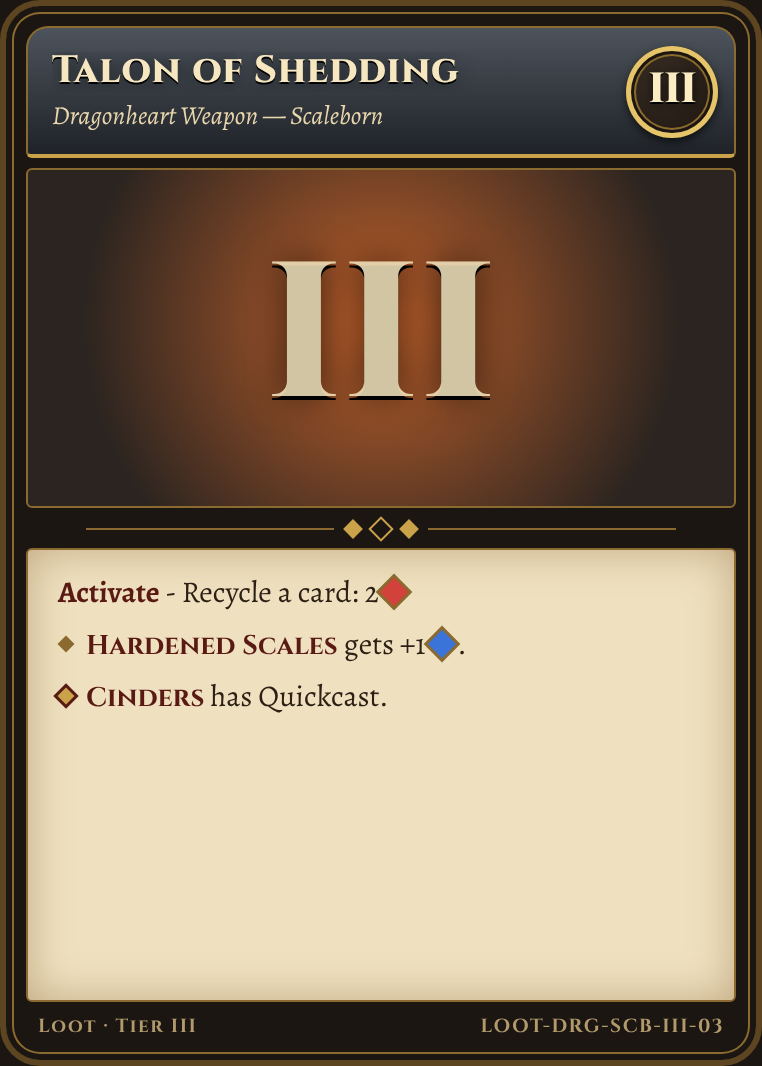 Talon of Shedding
Dragonheart Weapon — Scaleborn
III
III
Activate - Recycle a card: 2
Hardened Scales gets +1.
Cinders has Quickcast.
Loot · Tier III
LOOT-DRG-SCB-III-03